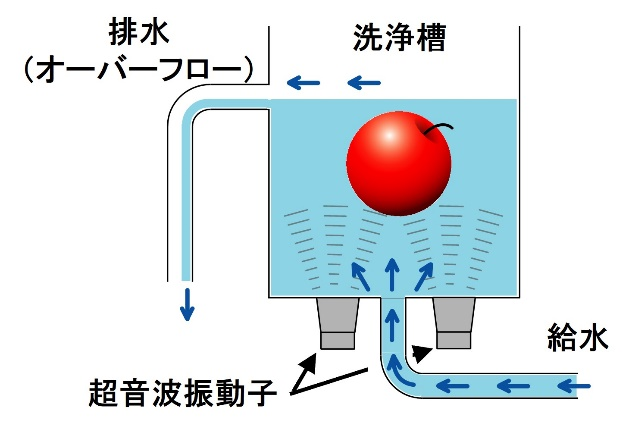 排水
（オーバーフロー）
洗浄槽
給水
超音波振動子